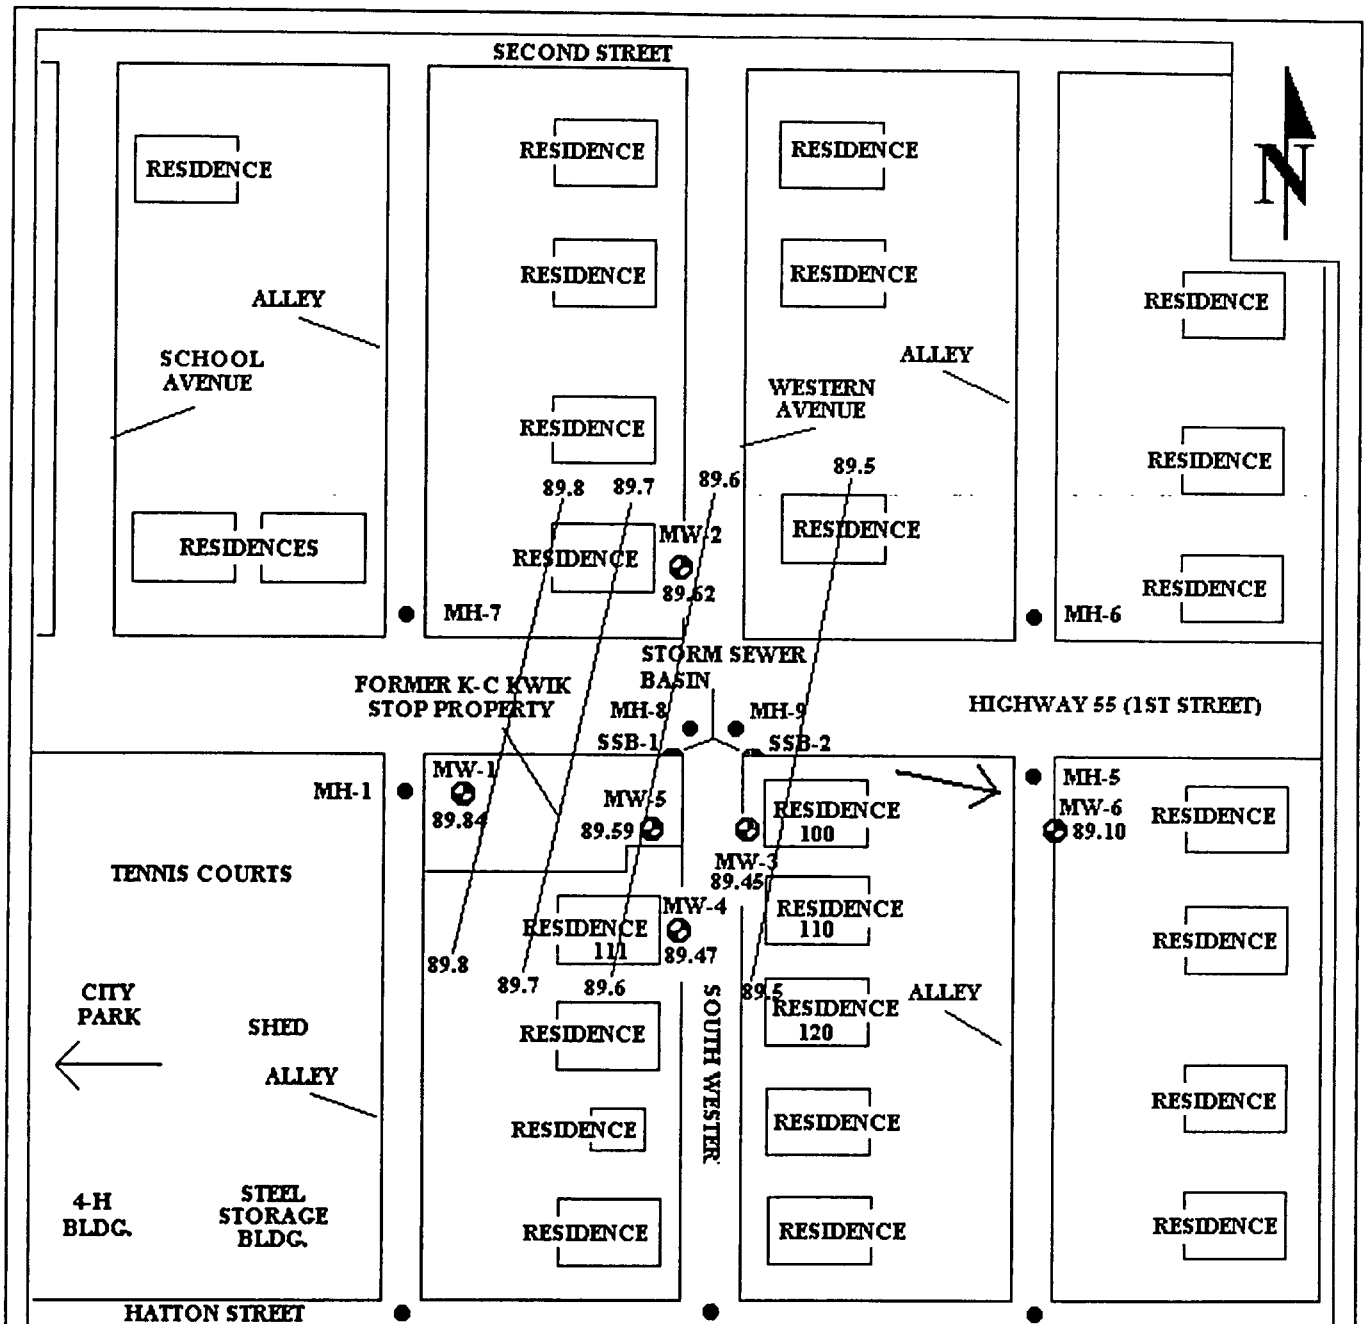 SECOND STREET
N
RESIDENCE
RESIDENCE
RESIDENCE
RESIDENCE
RESIDENCE
ALLEY
RESIDENCE
SCHOOL
AVENUE
ALLEY
WESTERN
AVENUE
RESIDENCE
RESIDENCE
89.8
89.7
89.6
89.5
RESIDENCES
RESIDENCE
MW-2
89.62
RESIDENCE
RESIDENCE
MH-7
MH-6
STORM SEWER
BASIN
FORMER K-C KWIK
STOP PROPERTY
MH-8
MH-9
HIGHWAY 55 (1ST STREET)
SSB-1
SSB-2
MH-1
MW-1
89.84
MW-5
89.59
RESIDENCE
100
MH-5
MW-6
89.10
RESIDENCE
MW-3
89.45
TENNIS COURTS
RESIDENCE
111
MW-4
89.47
RESIDENCE
110
RESIDENCE
89.8
89.7
89.6
89.5
CITY
PARK
SHED
ALLEY
RESIDENCE
SOUTH WESTER
RESIDENCE
120
ALLEY
RESIDENCE
RESIDENCE
RESIDENCE
4-H
BLDG.
STEEL
STORAGE
BLDG.
RESIDENCE
RESIDENCE
RESIDENCE
HATTON STREET